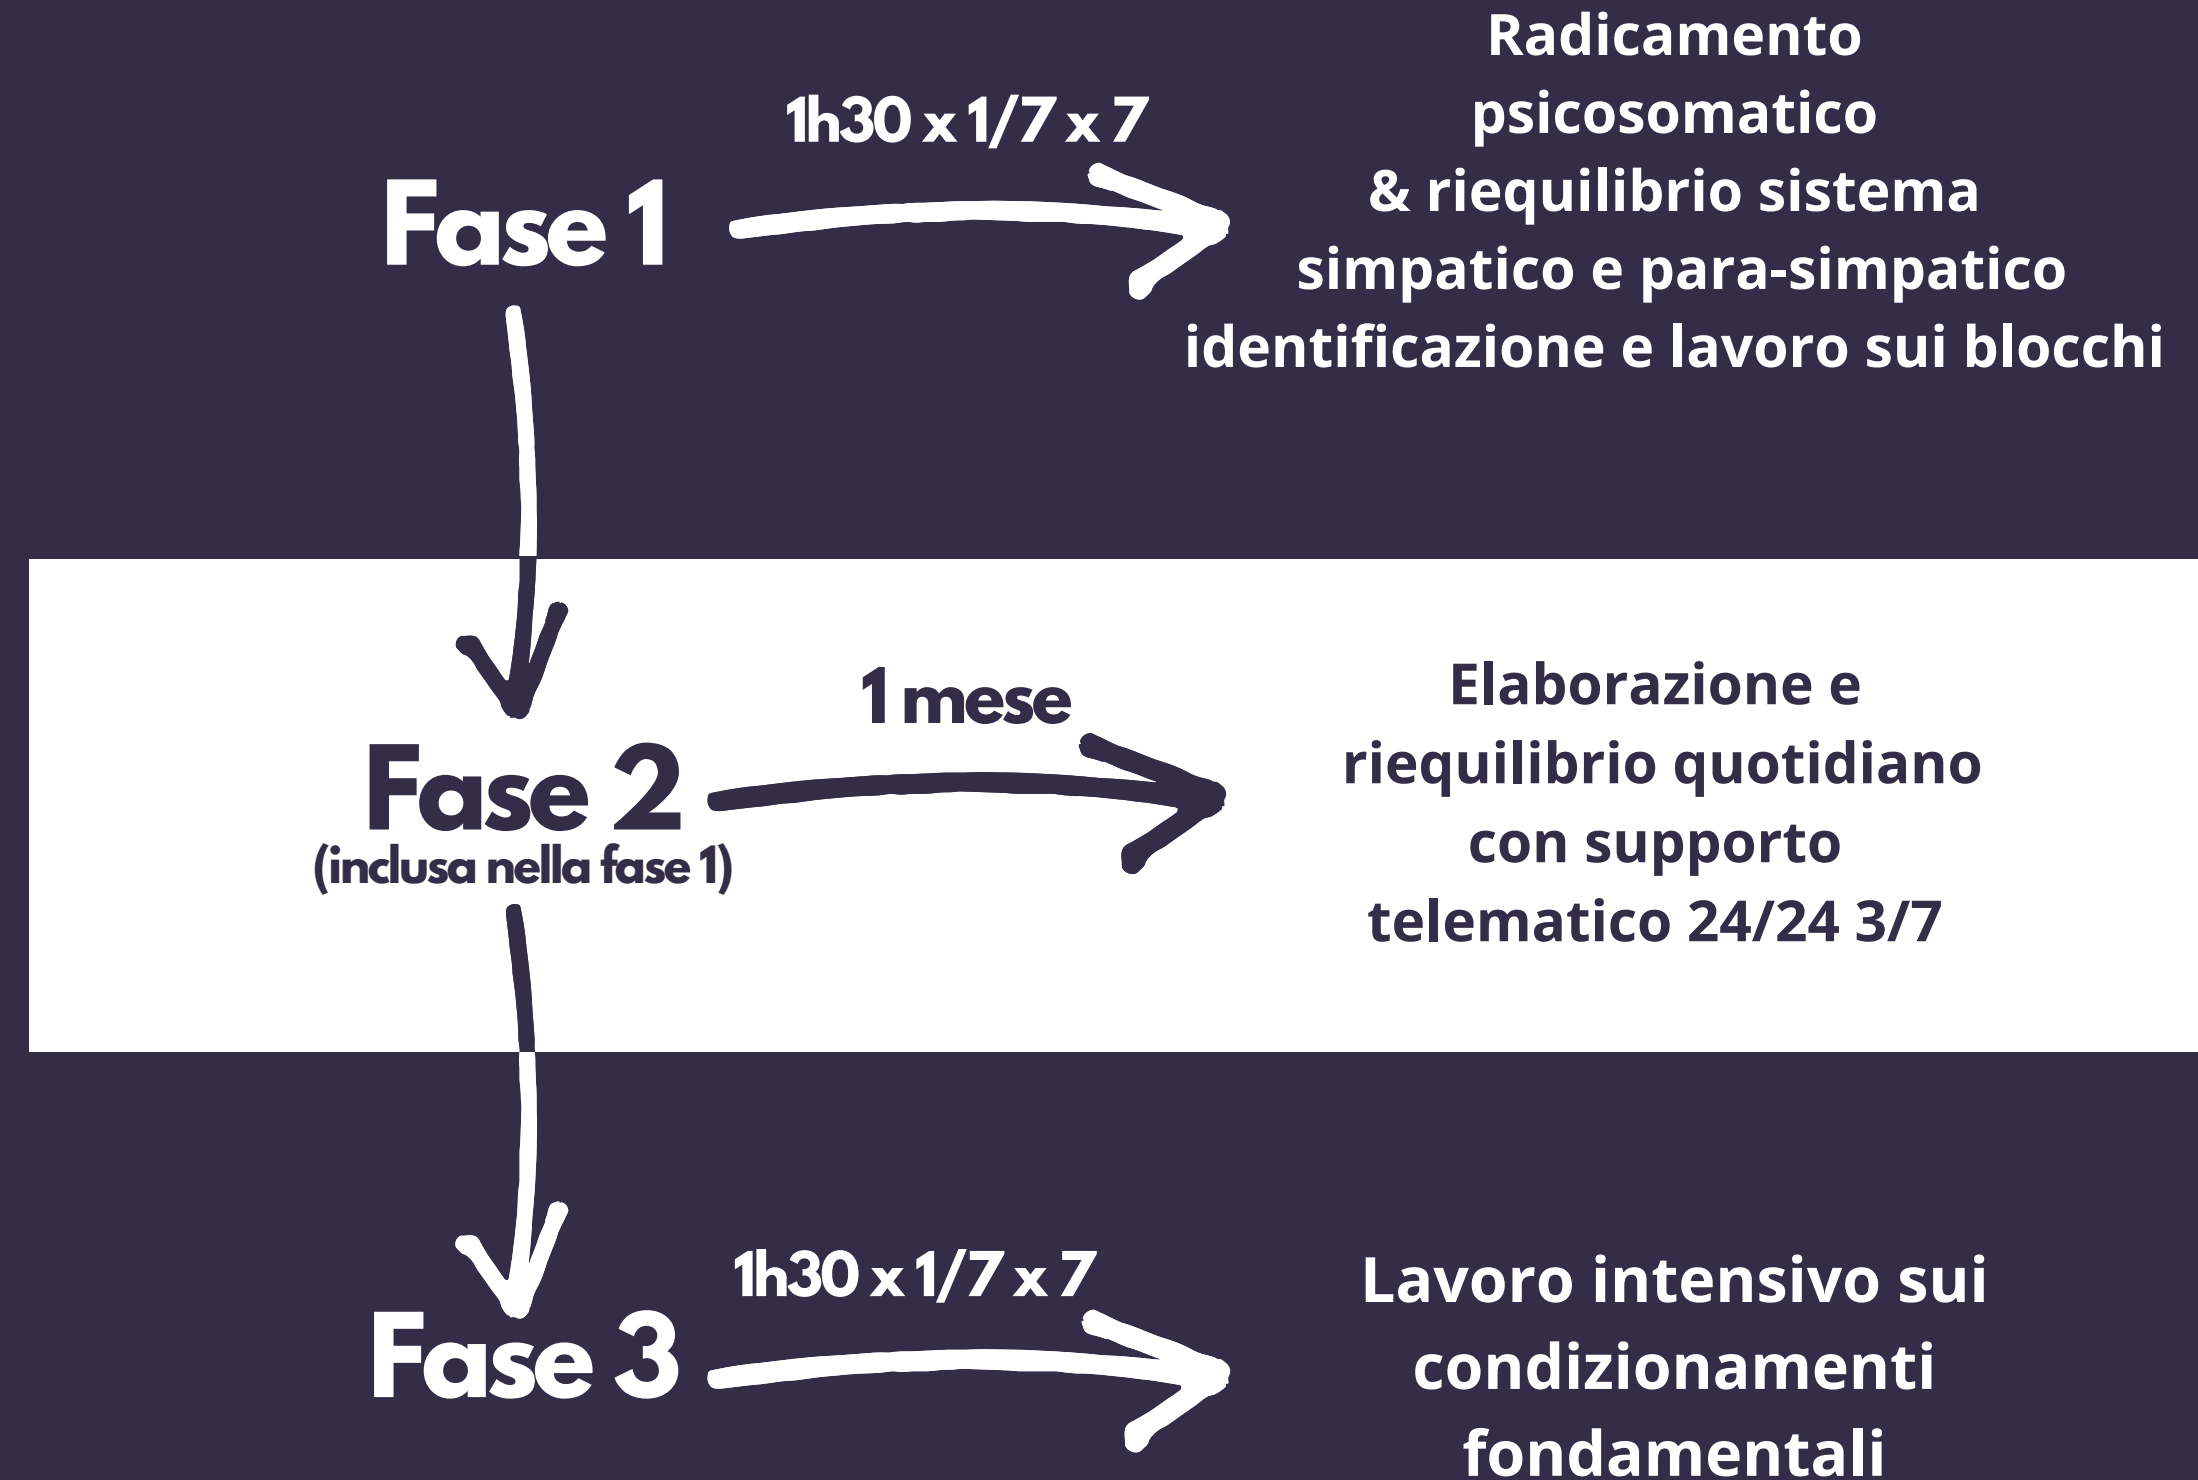 1h30 x 1/7 x 7
Fase 1
Radicamento
psicosomatico
& riequilibrio sistema
simpatico e para-simpatico
identificazione e lavoro sui blocchi
1 mese
Fase 2
(inclusa nella fase 1)
Elaborazione e
riequilibrio quotidiano
con supporto
telematico 24/24 3/7
1h30 x 1/7 x 7
Fase 3
Lavoro intensivo sui
condizionamenti
fondamentali